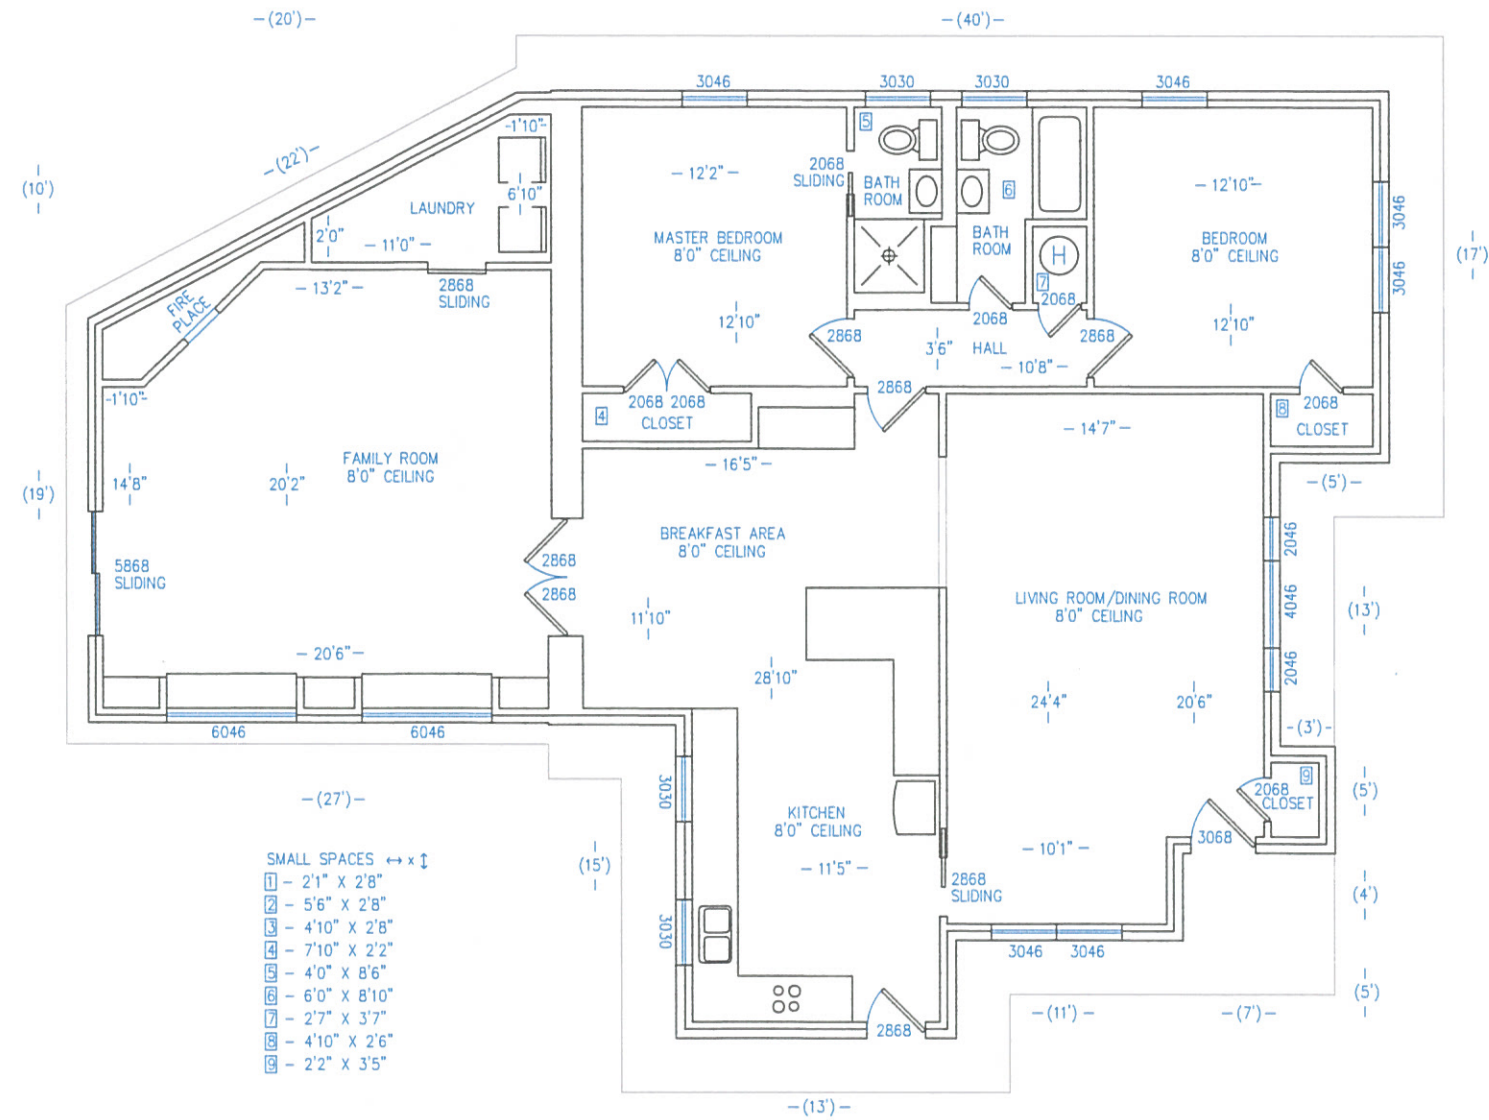 –(20')–
–(40')–
3046
3030
3030
3046
–(22')–
(10')
–1'10"–
6'10"
LAUNDRY
2'0"
– 11'0" –
– 12'2" –
2068
SLIDING
5
BATH
ROOM
6
BATH
ROOM
– 12'10"–
3046
3046
(17')
MASTER BEDROOM
8'0" CEILING
BEDROOM
8'0" CEILING
H
7
2068
– 13'2" –
2868
SLIDING
FIRE
PLACE
12'10"
2868
2068
3'6"
HALL
– 10'8" –
2868
12'10"
–1'10"–
2868
4
2068 2068
CLOSET
8
2068
CLOSET
– 14'7" –
FAMILY ROOM
8'0" CEILING
– 16'5" –
14'8"
20'2"
(19')
–(5')–
BREAKFAST AREA
8'0" CEILING
2046
5868
SLIDING
2868
2868
LIVING ROOM/DINING ROOM
8'0" CEILING
4046
(13')
11'10"
2046
– 20'6" –
28'10"
24'4"
20'6"
6046
6046
–(3')–
3030
–(27')–
KITCHEN
8'0" CEILING
9
2068
CLOSET
(5')
3068
– 10'1" –
(15')
– 11'5" –
2868
SLIDING
(4')
3030
3046
3046
(5')
2868
–(11')–
–(7')–
–(13')–
SMALL SPACES ↔ x ↕
1 – 2'1" X 2'8"
2 – 5'6" X 2'8"
3 – 4'10" X 2'8"
4 – 7'10" X 2'2"
5 – 4'0" X 8'6"
6 – 6'0" X 8'10"
7 – 2'7" X 3'7"
8 – 4'10" X 2'6"
9 – 2'2" X 3'5"